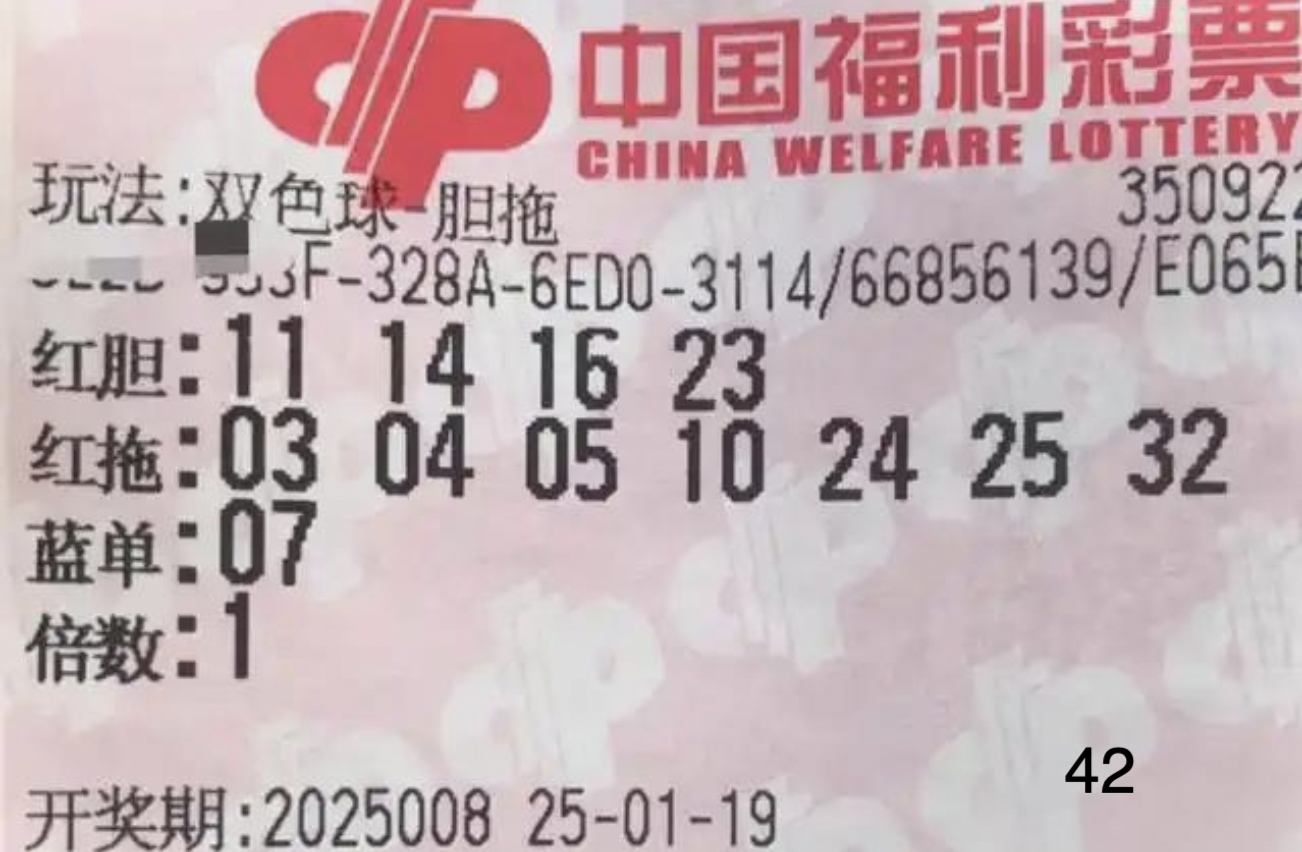 中国福利彩票
CHINA WELFARE LOTTERY
玩法:双色球-胆拖
350922
328A-6ED0-3114/66856139/E065
红胆:11 14 16 23
红拖:03 04 05 10 24 25 32
蓝单:07
倍数:1
42
开奖期:2025008 25-01-19